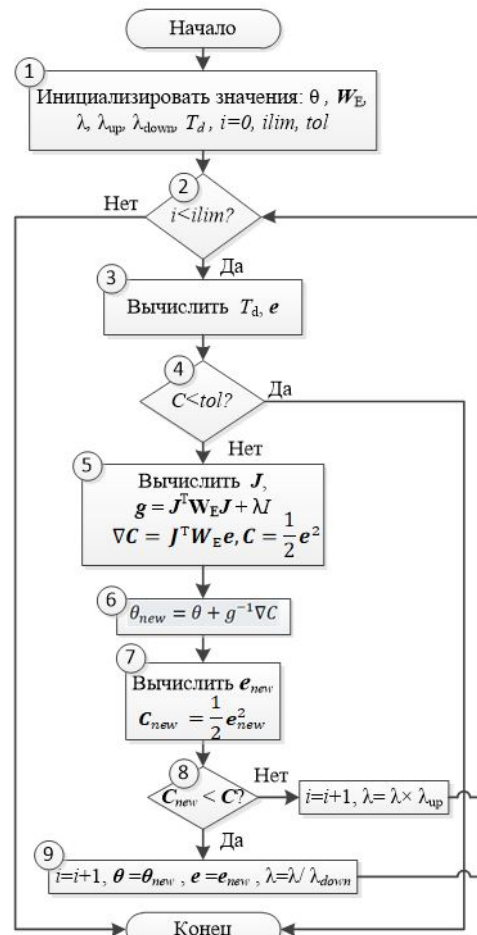 Начало
1
Инициализировать значения: θ , W_E,
λ, λ_up, λ_down, T_d , i=0, ilim, tol
2
Нет
i<ilim?
Да
3
Вычислить T_d, e
4
Да
C<tol?
Нет
5
Вычислить J,
g = J^T W_E J + λI
∇C = J^T W_E e, C = 1/2 e^2
6
θ_new = θ + g^-1 ∇C
7
Вычислить e_new
C_new = 1/2 e_new^2
8
Нет
C_new < C?
i=i+1, λ= λ× λ_up
Да
9
i=i+1, θ =θ_new , e =e_new , λ=λ/ λ_down
Конец